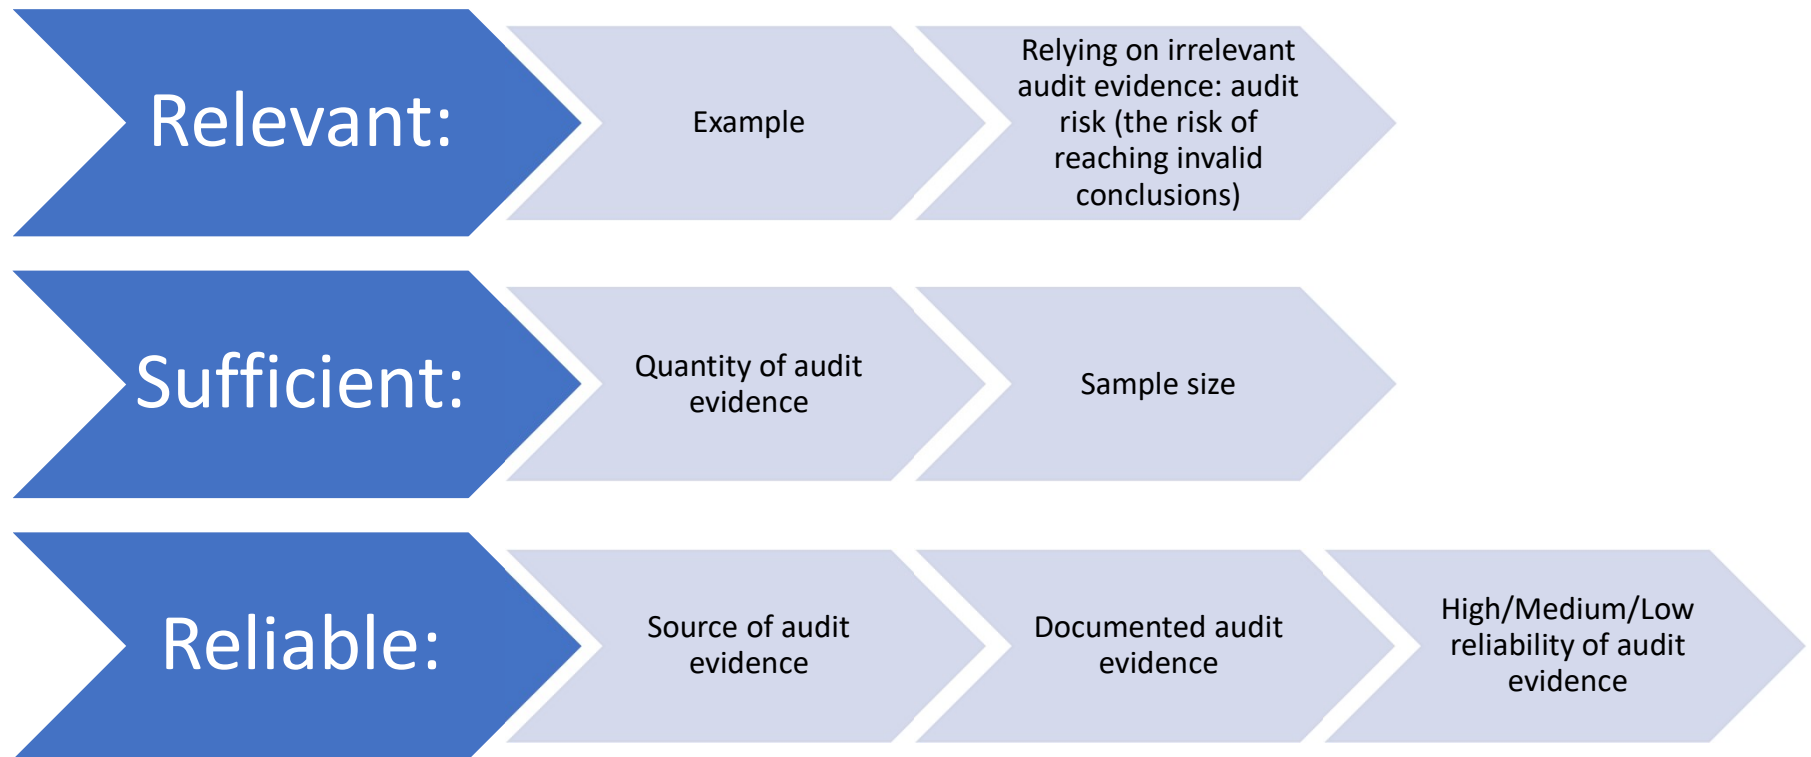 Relevant:
Example
Relying on irrelevant
audit evidence: audit
risk (the risk of
reaching invalid
conclusions)
Sufficient:
Quantity of audit
evidence
Sample size
Reliable:
Source of audit
evidence
Documented audit
evidence
High/Medium/Low
reliability of audit
evidence